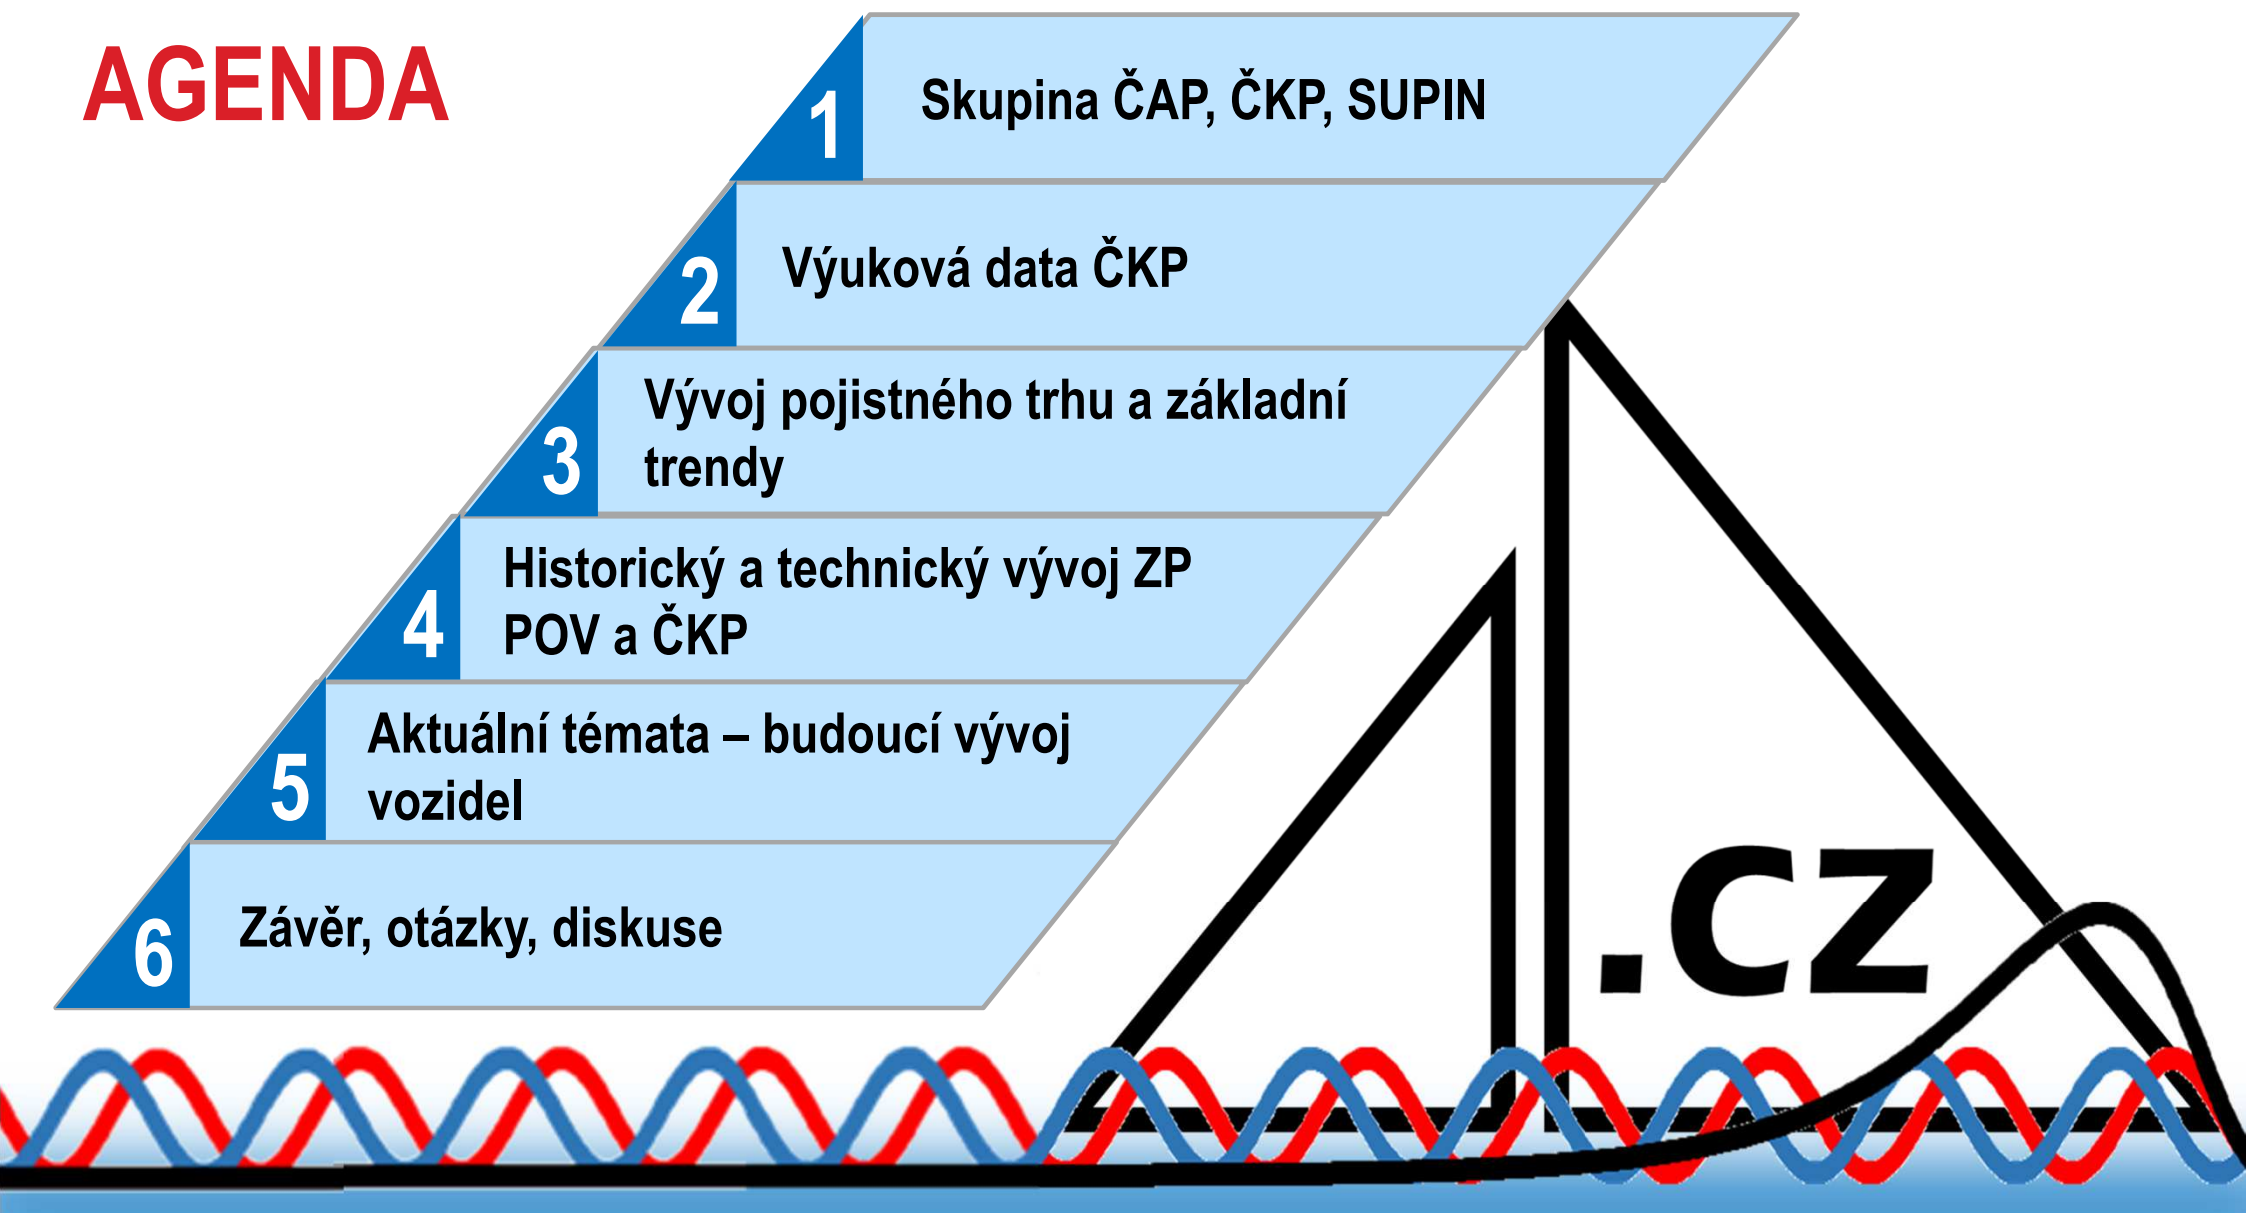 AGENDA
1
Skupina ČAP, ČKP, SUPIN
2
Výuková data ČKP
3
Vývoj pojistného trhu a základní
trendy
4
Historický a technický vývoj ZP
POV a ČKP
5
Aktuální témata – budoucí vývoj
vozidel
6
Závěr, otázky, diskuse
.cz